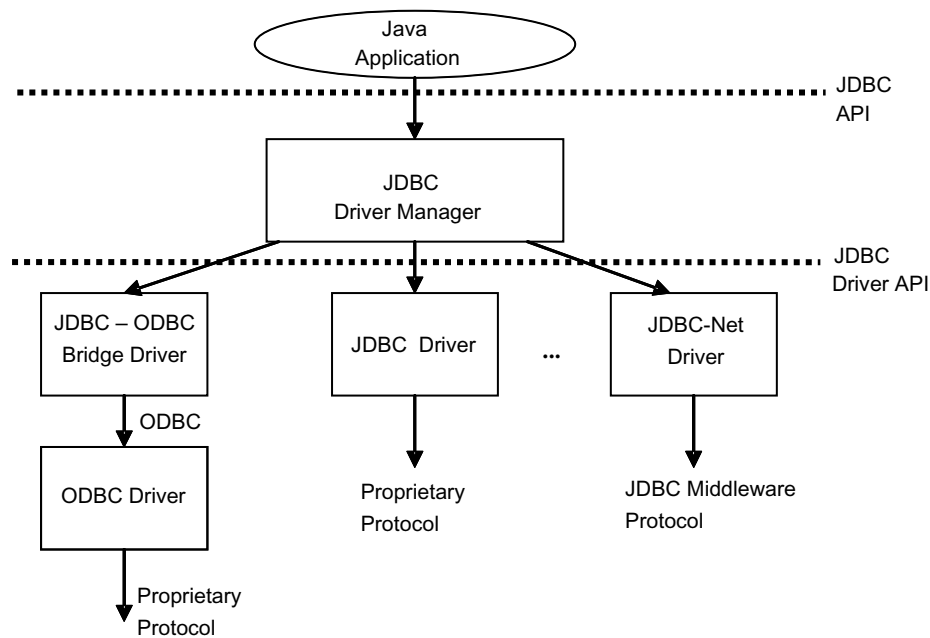 Java
Application
JDBC
API
JDBC
Driver Manager
JDBC
Driver API
JDBC – ODBC
Bridge Driver
JDBC Driver
...
JDBC-Net
Driver
ODBC
ODBC Driver
Proprietary
Protocol
JDBC Middleware
Protocol
Proprietary
Protocol